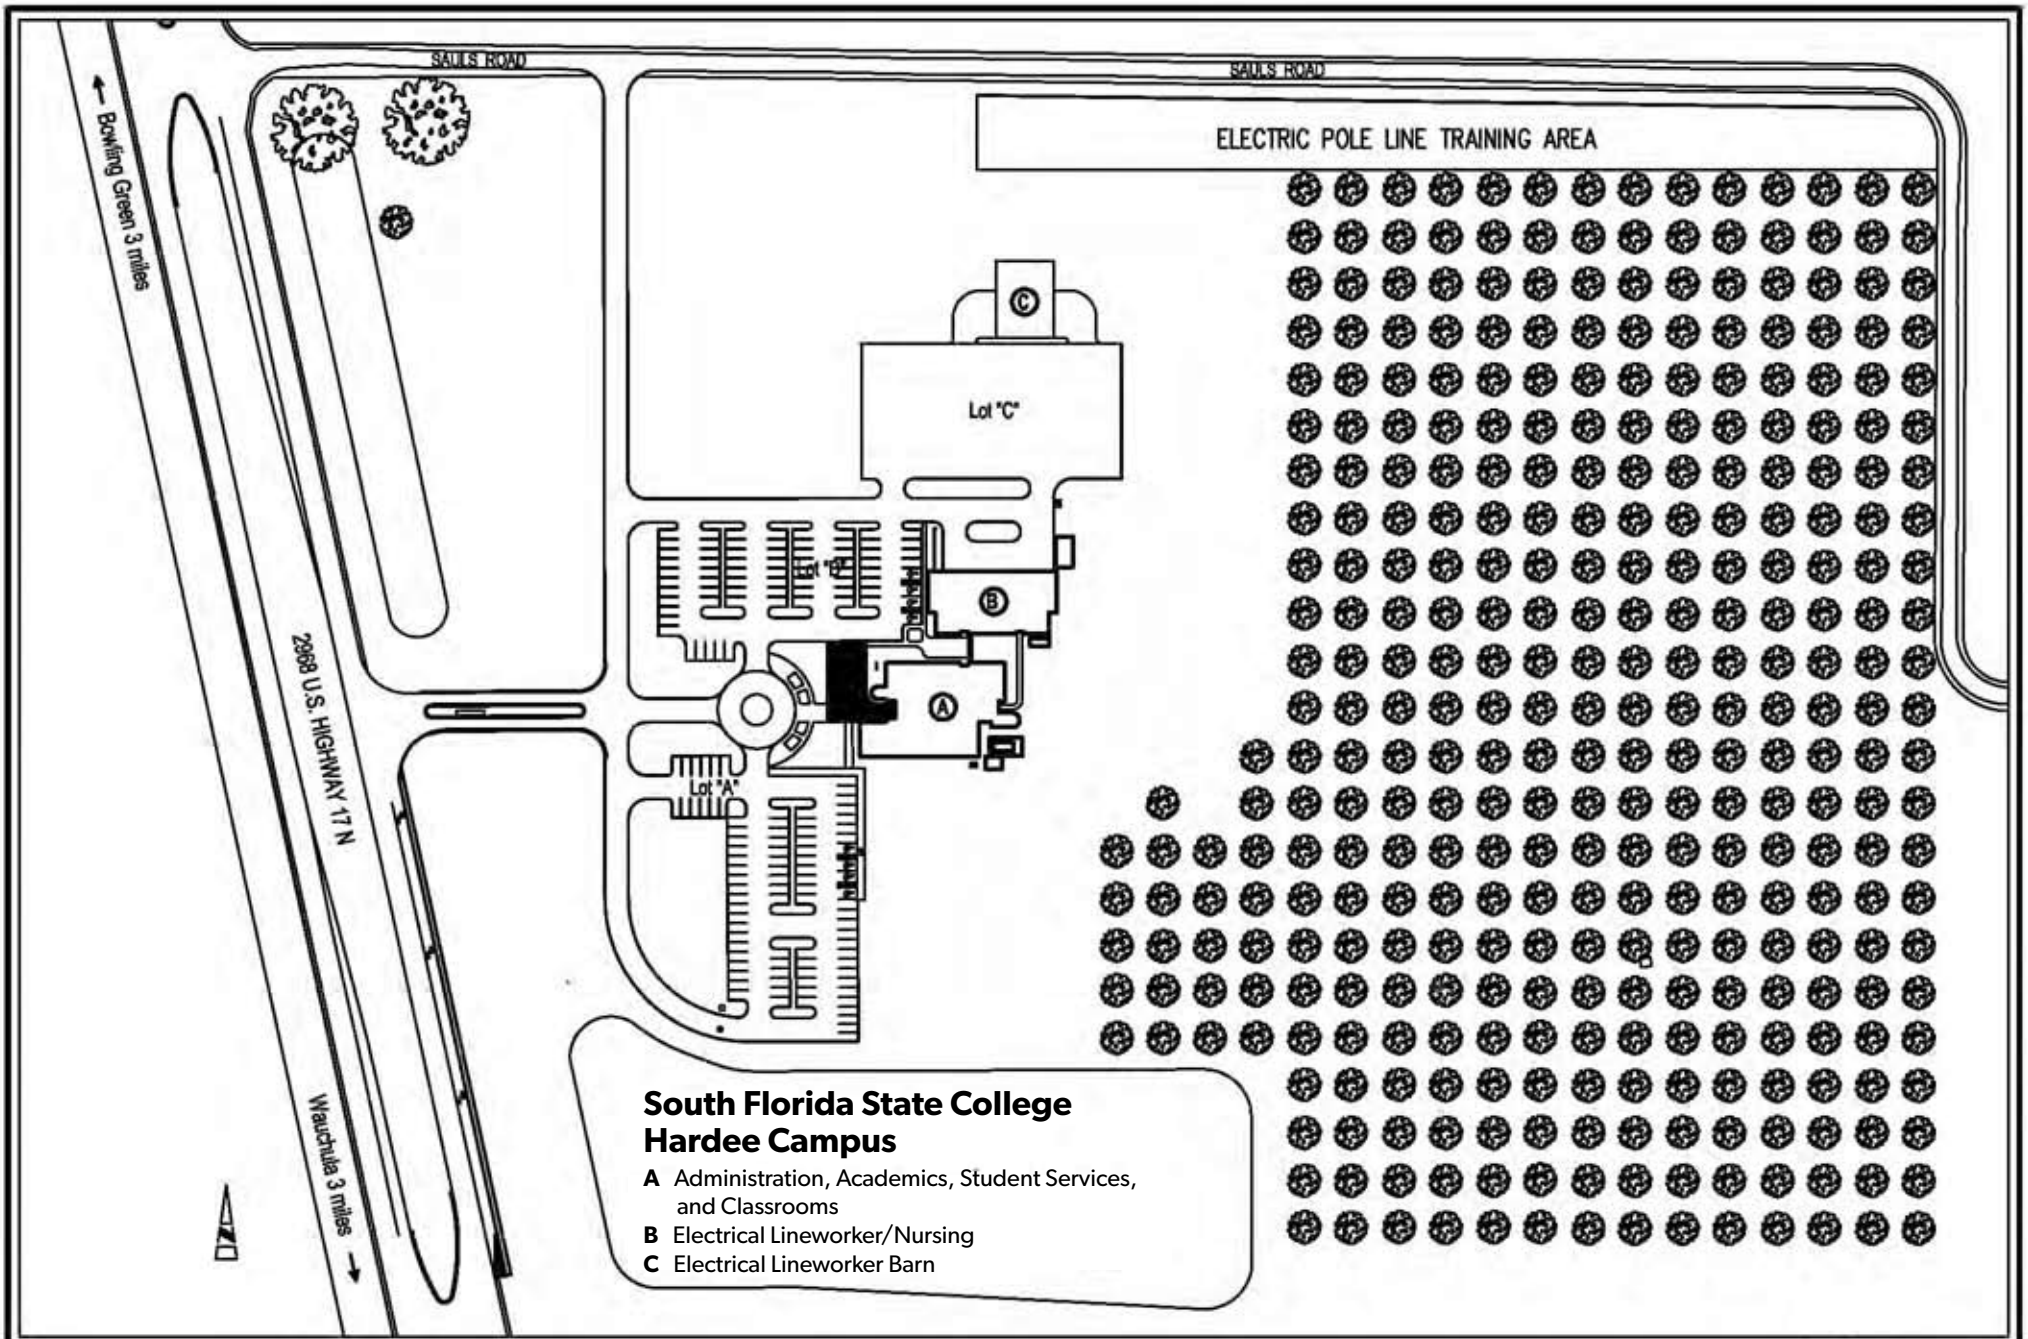 SAULS ROAD
SAULS ROAD
ELECTRIC POLE LINE TRAINING AREA
Bowling Green 3 miles
C
Lot "C"
Lot "B"
B
2968 U.S. HIGHWAY 17 N
A
Lot "A"
South Florida State College
Hardee Campus
A Administration, Academics, Student Services,
and Classrooms
B Electrical Lineworker/Nursing
C Electrical Lineworker Barn
Wauchula 3 miles
N